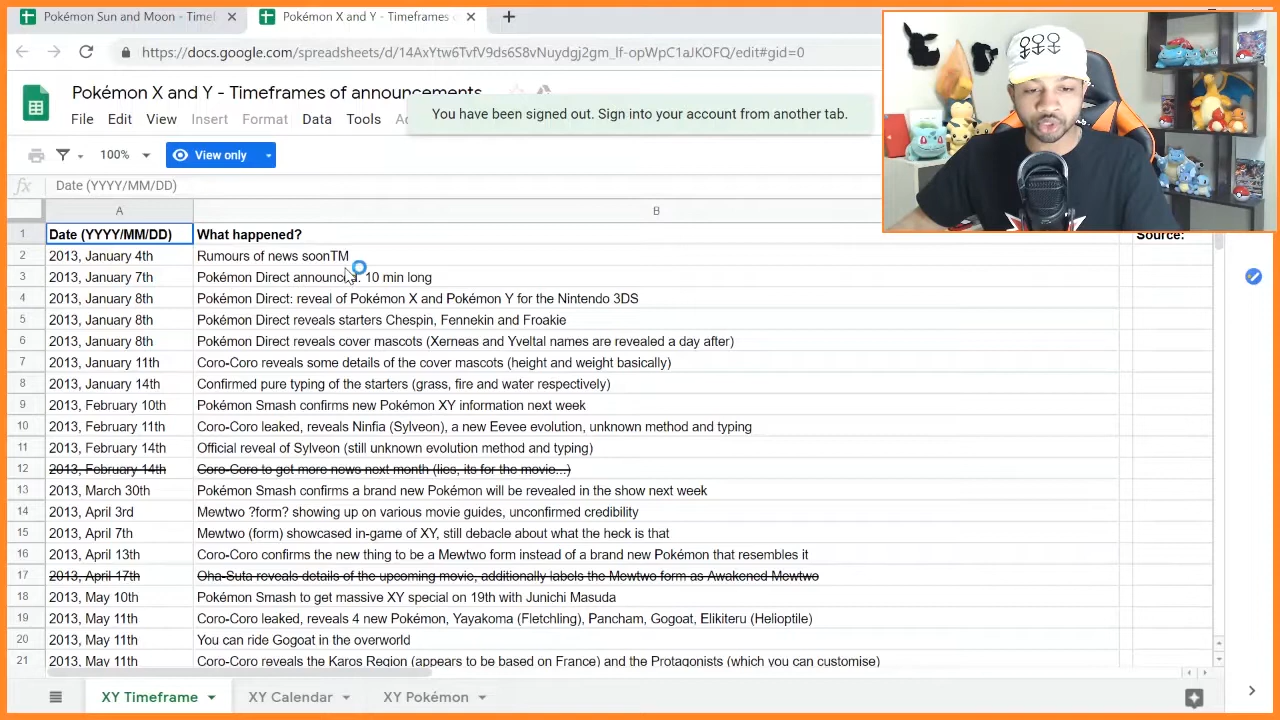 Pokémon Sun and Moon - Timef
Pokémon X and Y - Timeframes o
https://docs.google.com/spreadsheets/d/14AxYtw6TvfV9ds6S8vNuydgj2gm_lf-opWpC1aJKOFQ/edit#gid=0
Pokémon X and Y - Timeframes of announcements
File Edit View Insert Format Data Tools
You have been signed out. Sign into your account from another tab.
100% View only
fx Date (YYYY/MM/DD)
A B
1 Date (YYYY/MM/DD) What happened? Source:
2 2013, January 4th Rumours of news soonTM
3 2013, January 7th Pokémon Direct 10 min long
4 2013, January 8th Pokémon Direct: reveal of Pokémon X and Pokémon Y for the Nintendo 3DS
5 2013, January 8th Pokémon Direct reveals starters Chespin, Fennekin and Froakie
6 2013, January 8th Pokémon Direct reveals cover mascots (Xerneas and Yveltal names are revealed a day after)
7 2013, January 11th Coro-Coro reveals some details of the cover mascots (height and weight basically)
8 2013, January 14th Confirmed pure typing of the starters (grass, fire and water respectively)
9 2013, February 10th Pokémon Smash confirms new Pokémon XY information next week
10 2013, February 11th Coro-Coro leaked, reveals Ninfia (Sylveon), a new Eevee evolution, unknown method and typing
11 2013, February 14th Official reveal of Sylveon (still unknown evolution method and typing)
12 2013, February 14th Coro-Coro to get more news next month (lies, its for the movie...)
13 2013, March 30th Pokémon Smash confirms a brand new Pokémon will be revealed in the show next week
14 2013, April 3rd Mewtwo ?form? showing up on various movie guides, unconfirmed credibility
15 2013, April 7th Mewtwo (form) showcased in-game of XY, still debacle about what the heck is that
16 2013, April 13th Coro-Coro confirms the new thing to be a Mewtwo form instead of a brand new Pokémon that resembles it
17 2013, April 17th Oha-Suta reveals details of the upcoming movie, additionally labels the Mewtwo form as Awakened Mewtwo
18 2013, May 10th Pokémon Smash to get massive XY special on 19th with Junichi Masuda
19 2013, May 11th Coro-Coro leaked, reveals 4 new Pokémon, Yayakoma (Fletchling), Pancham, Gogoat, Elikiteru (Helioptile)
20 2013, May 11th You can ride Gogoat in the overworld
21 2013, May 11th Coro-Coro reveals the Karos Region (appears to be based on France) and the Protagonists (which you can customise)
XY Timeframe XY Calendar XY Pokémon